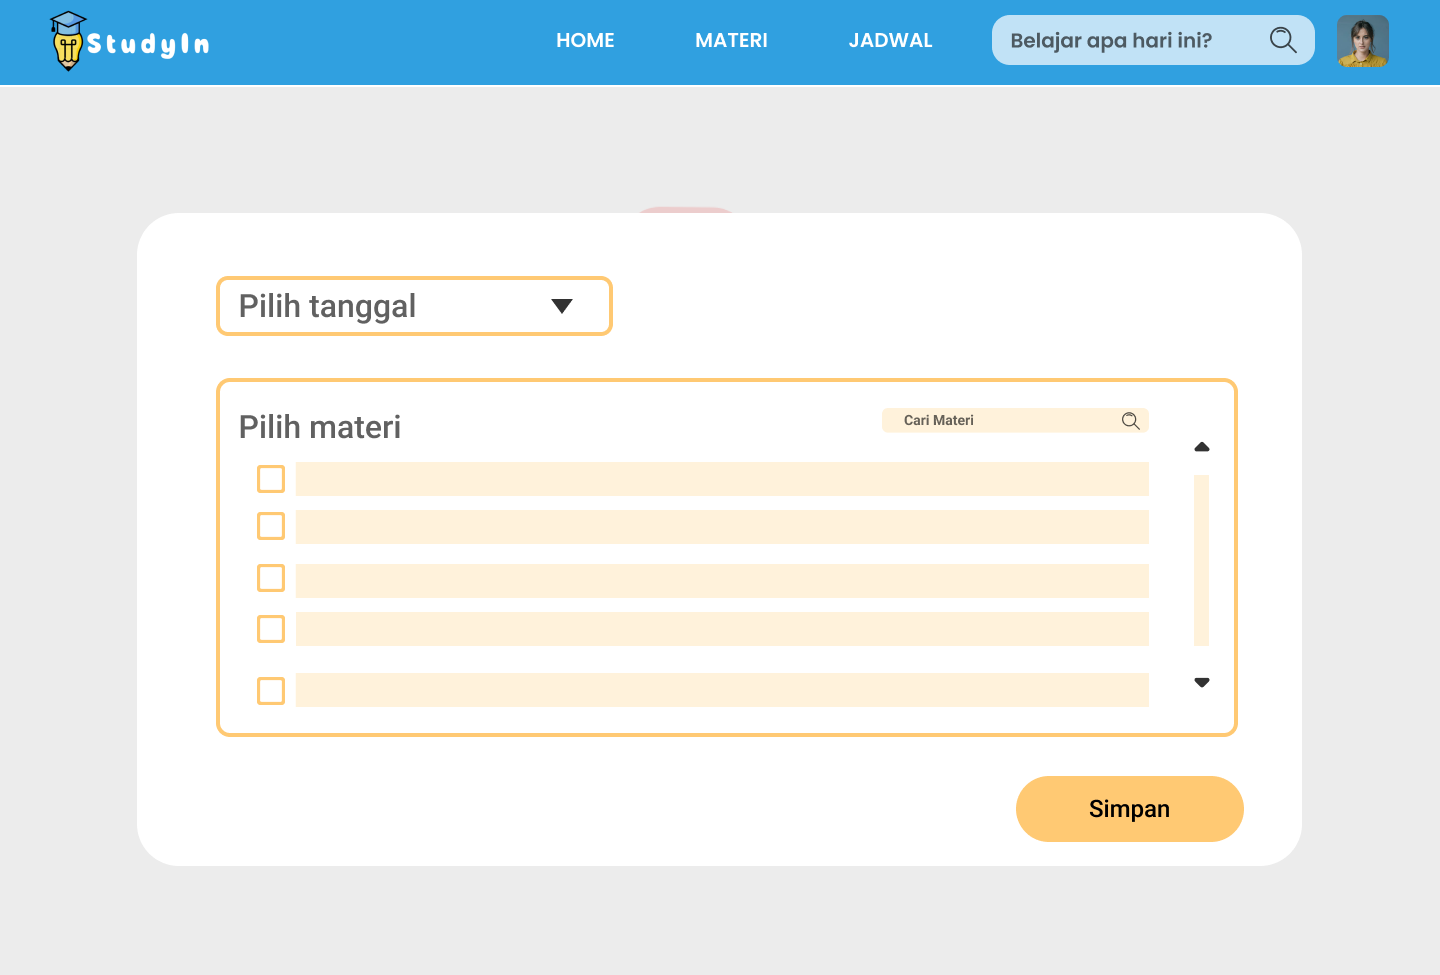 StudyIn
HOME
MATERI
JADWAL
Belajar apa hari ini?
Pilih tanggal
Pilih materi
Cari Materi
Simpan